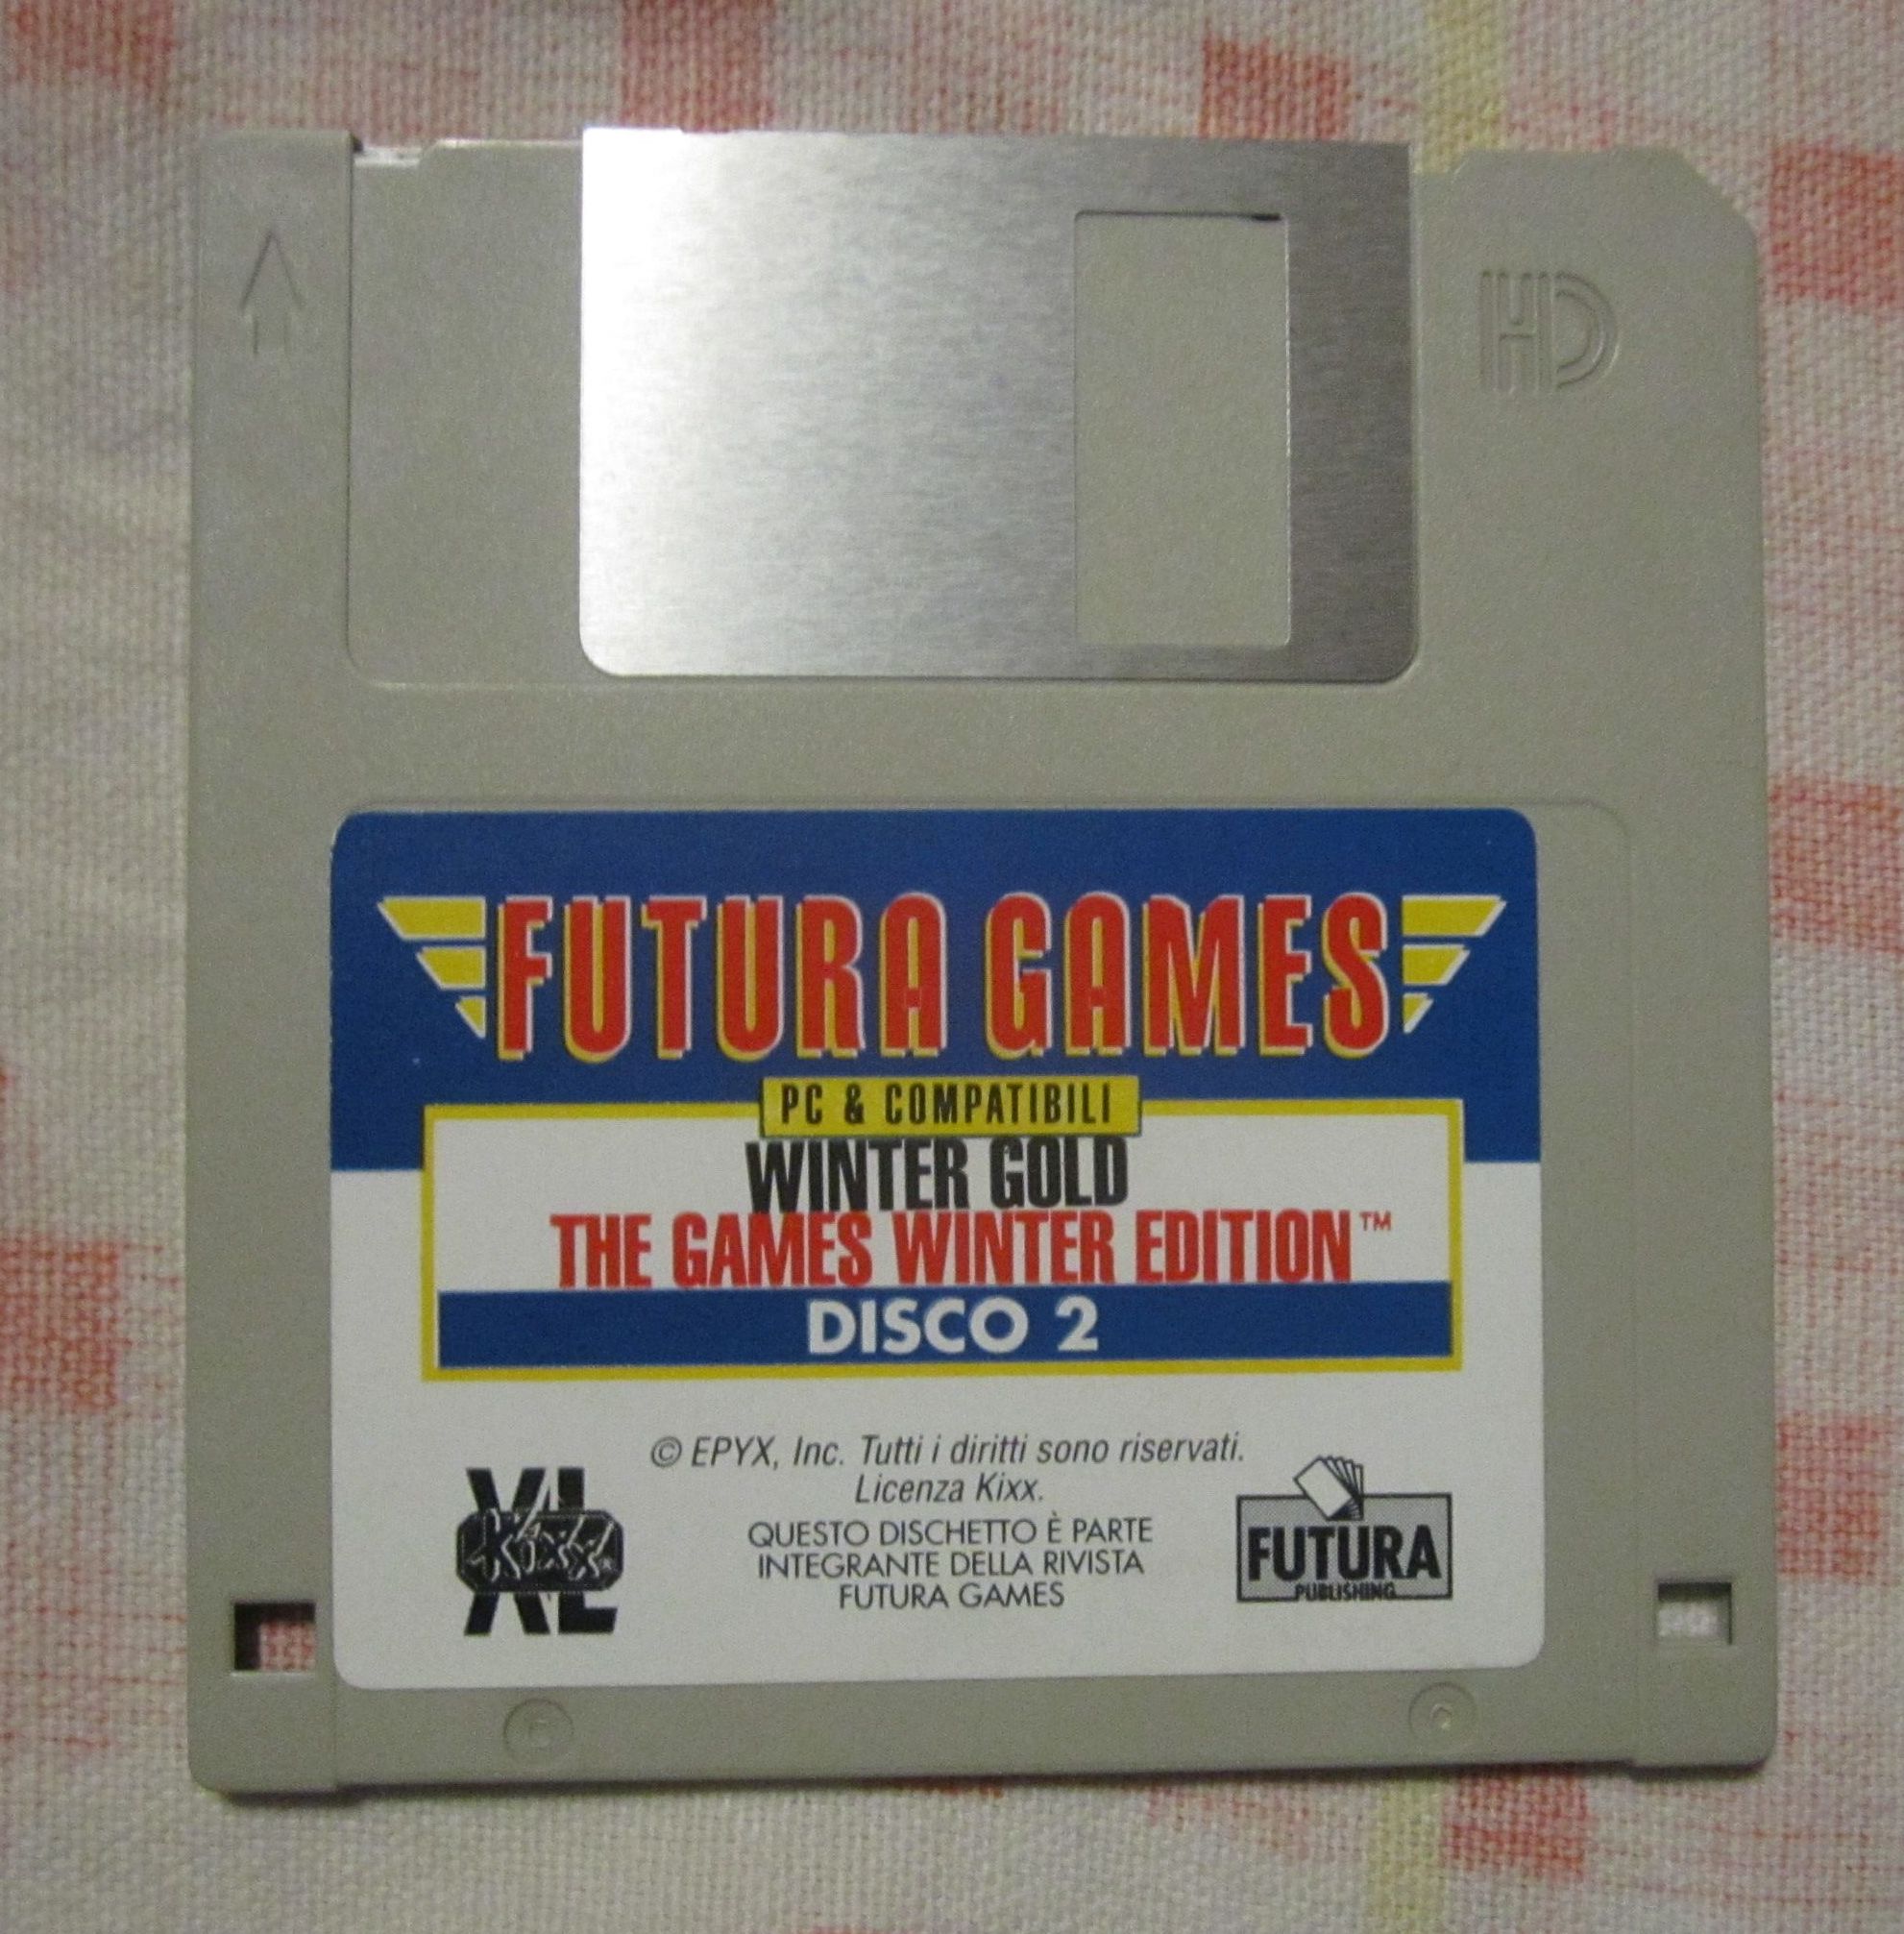 HD
FUTURA GAMES
PC & COMPATIBILI
WINTER GOLD
THE GAMES WINTER EDITION™
DISCO 2
© EPYX, Inc. Tutti i diritti sono riservati.
Licenza Kixx.
QUESTO DISCHETTO È PARTE
INTEGRANTE DELLA RIVISTA
FUTURA GAMES
XL
Kixx®
FUTURA
PUBLISHING